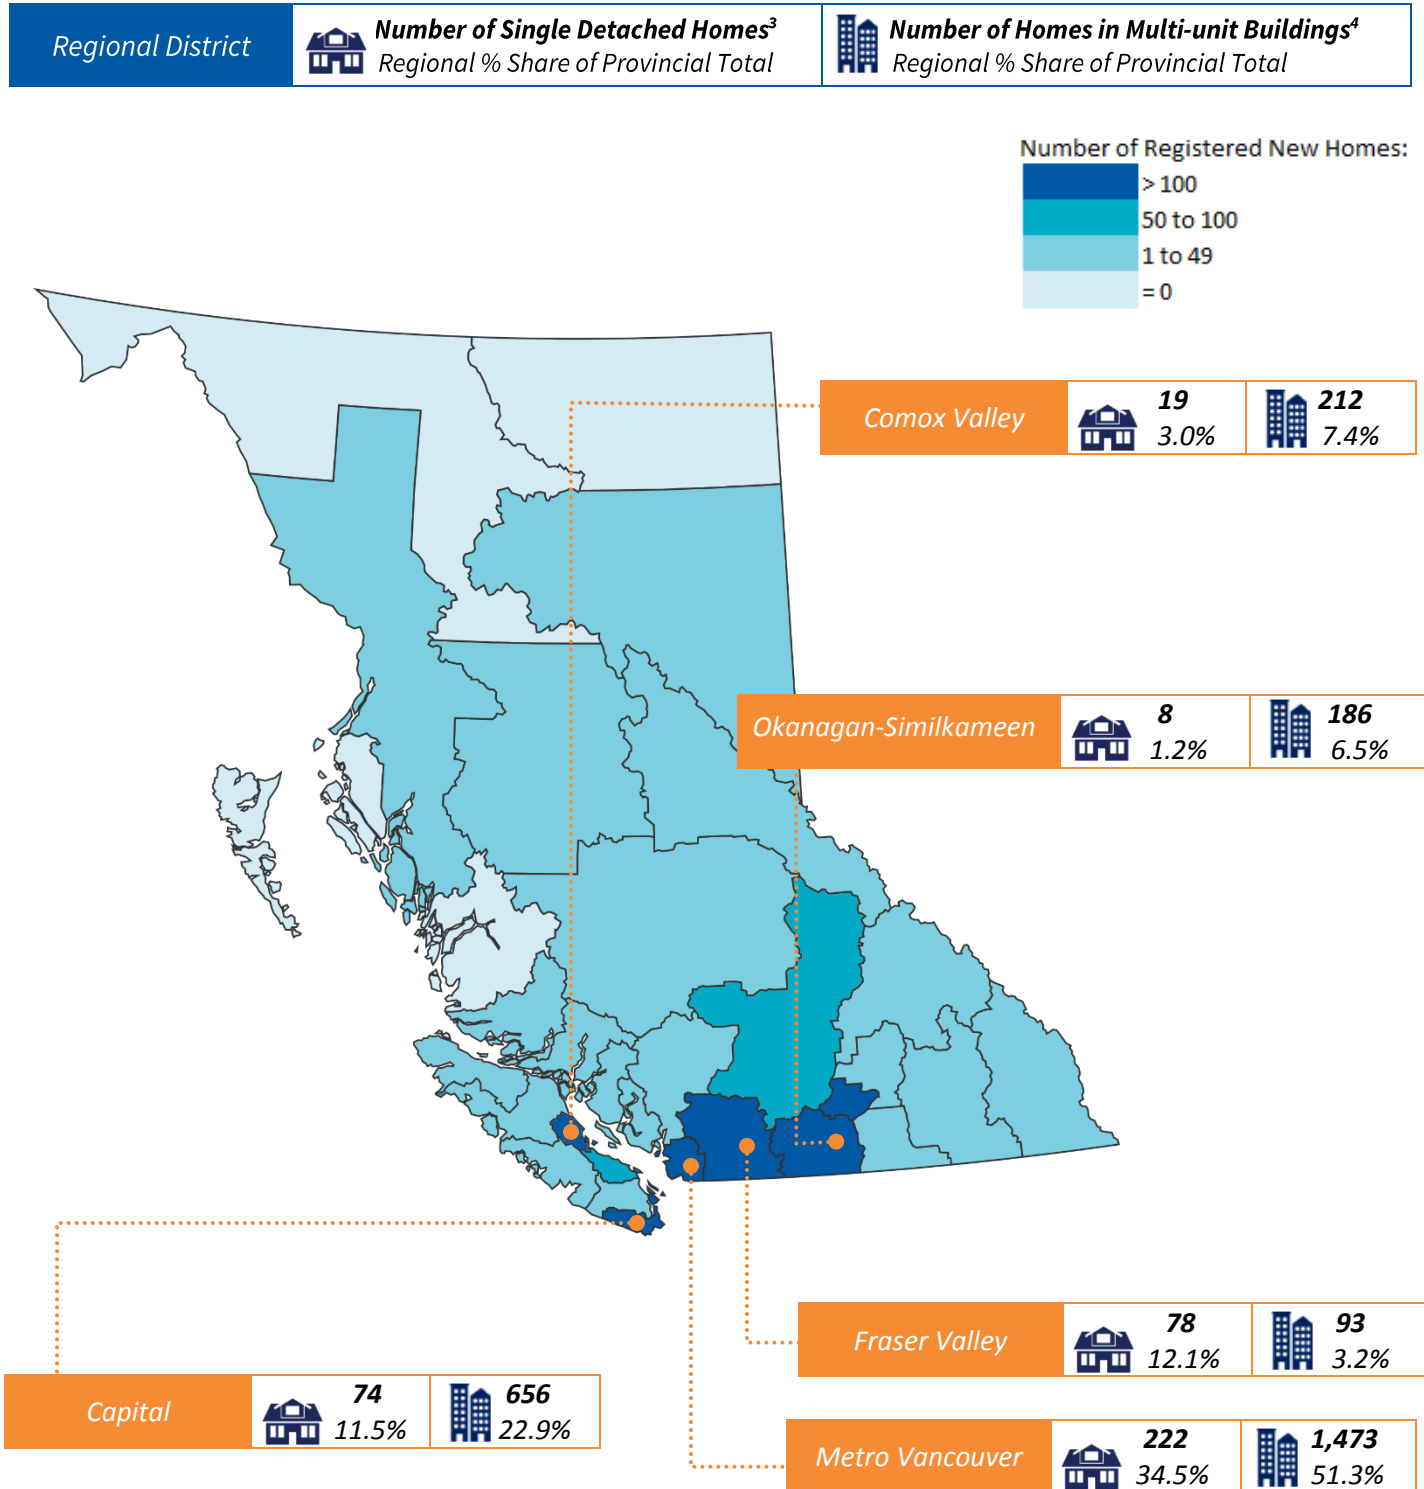 Regional District
Number of Single Detached Homes³
Regional % Share of Provincial Total
Number of Homes in Multi-unit Buildings⁴
Regional % Share of Provincial Total
Number of Registered New Homes:
> 100
50 to 100
1 to 49
= 0
Comox Valley
19
3.0%
212
7.4%
Okanagan-Similkameen
8
1.2%
186
6.5%
Fraser Valley
78
12.1%
93
3.2%
Capital
74
11.5%
656
22.9%
Metro Vancouver
222
34.5%
1,473
51.3%